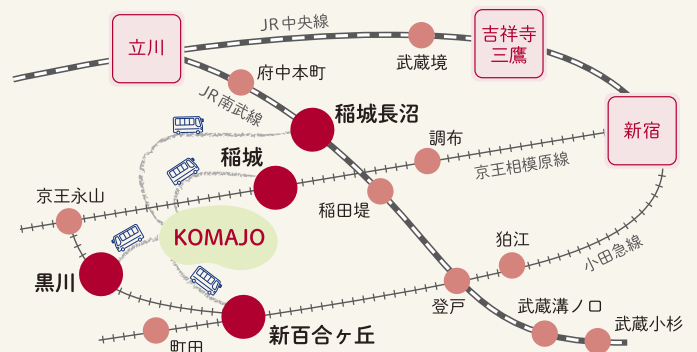 JR中央線
立川
吉祥寺
三鷹
武蔵境
府中本町
JR南武線
稲城長沼
新宿
調布
稲城
京王相模原線
京王永山
稲田堤
KOMAJO
狛江
小田急線
黒川
登戸
武蔵溝ノ口
武蔵小杉
新百合ヶ丘
町田